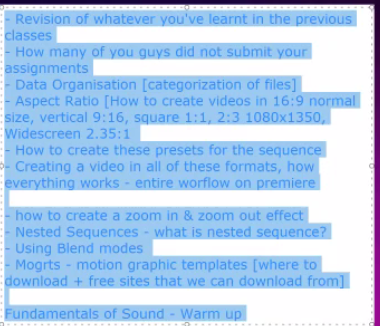 - Revision of whatever you've learnt in the previous
classes
- How many of you guys did not submit your
assignments
- Data Organisation [categorization of files]
- Aspect Ratio [How to create videos in 16:9 normal
size, vertical 9:16, square 1:1, 2:3 1080x1350,
Widescreen 2.35:1
- How to create these presets for the sequence
- Creating a video in all of these formats, how
everything works - entire worflow on premiere
- how to create a zoom in & zoom out effect
- Nested Sequences - what is nested sequence?
- Using Blend modes
- Mogrts - motion graphic templates [where to
download + free sites that we can download from]
Fundamentals of Sound - Warm up